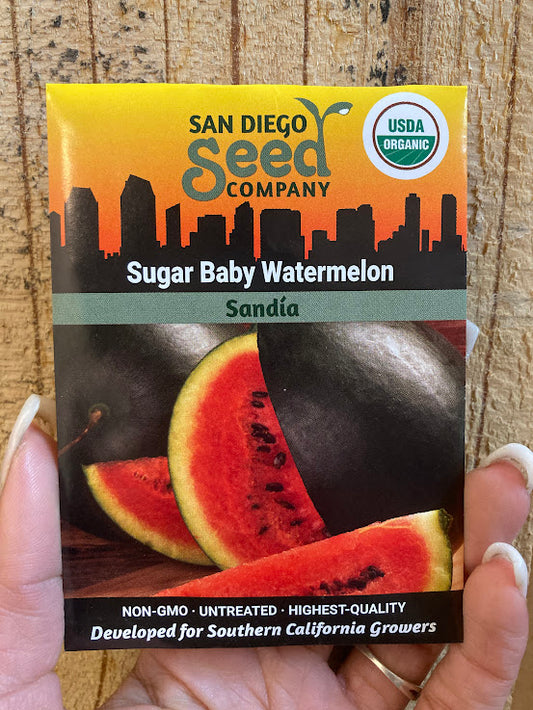 SAN DIEGO
Seed
COMPANY
USDA
ORGANIC
Sugar Baby Watermelon
Sandía
NON-GMO · UNTREATED · HIGHEST-QUALITY
Developed for Southern California Growers